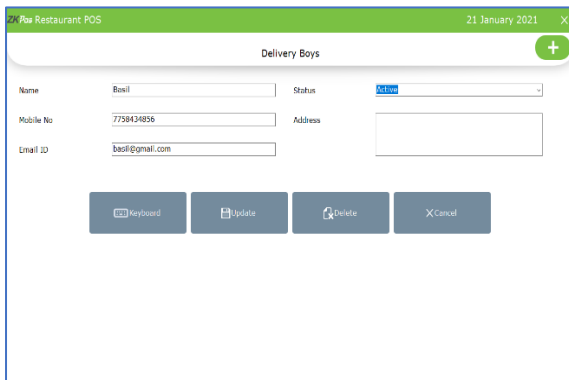 ZKPos Restaurant POS 21 January 2021 X
Delivery Boys +
Name Basil Status Active
Mobile No 7758434856 Address
Email ID basil@gmail.com
Keyboard Update Delete Cancel